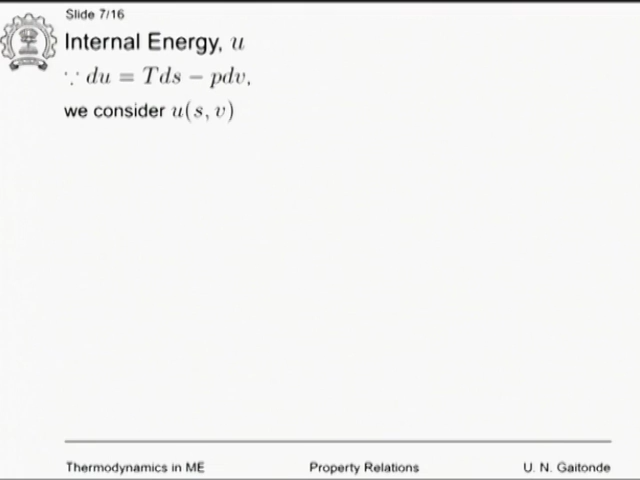 Slide 7/16
Internal Energy, u
∵ du = Tds − pdv,
we consider u(s, v)
Thermodynamics in ME Property Relations U. N. Gaitonde